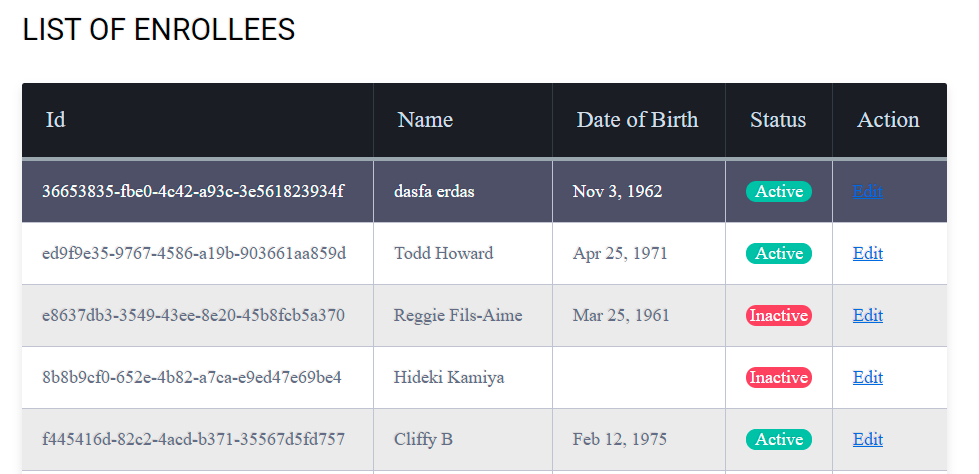 LIST OF ENROLLEES
Id Name Date of Birth Status Action
36653835-fbe0-4c42-a93c-3e561823934f dasfa erdas Nov 3, 1962 Active Edit
ed9f9e35-9767-4586-a19b-903661aa859d Todd Howard Apr 25, 1971 Active Edit
e8637db3-3549-43ee-8e20-45b8fcb5a370 Reggie Fils-Aime Mar 25, 1961 Inactive Edit
8b8b9cf0-652e-4b82-a7ca-e9ed47e69be4 Hideki Kamiya Inactive Edit
f445416d-82c2-4acd-b371-35567d5fd757 Cliffy B Feb 12, 1975 Active Edit